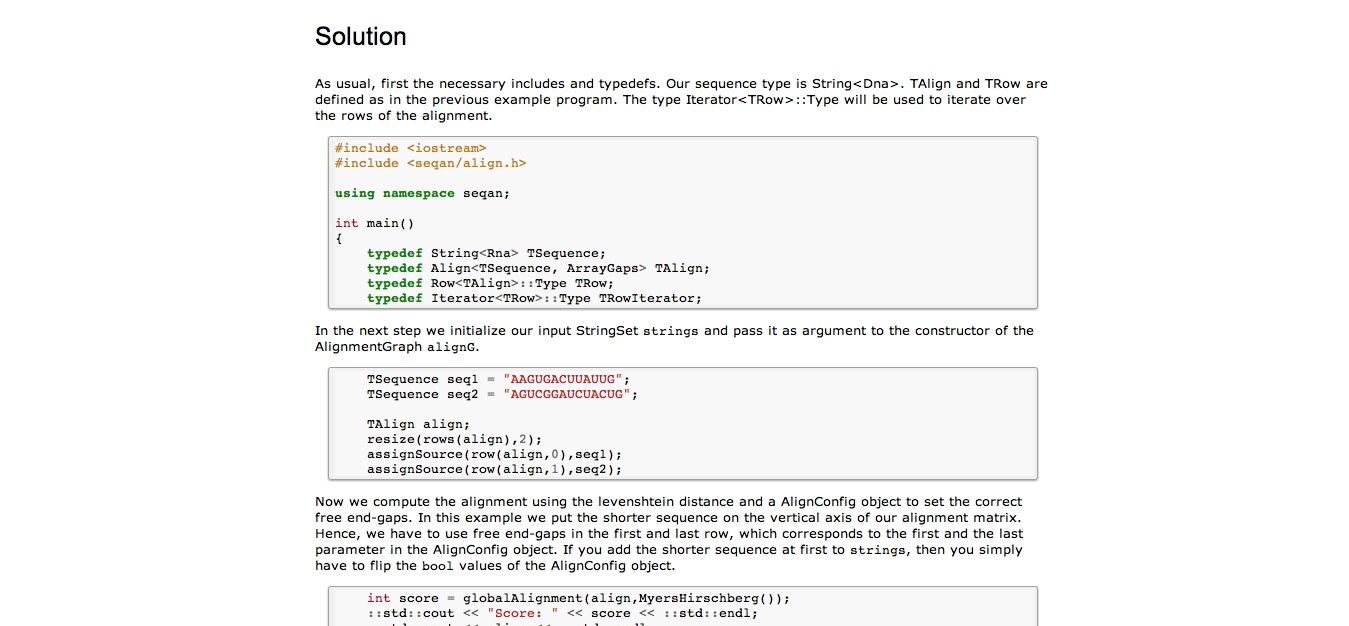 Solution
As usual, first the necessary includes and typedefs. Our sequence type is String<Dna>. TAlign and TRow are
defined as in the previous example program. The type Iterator<TRow>::Type will be used to iterate over
the rows of the alignment.
#include <iostream>
#include <seqan/align.h>
using namespace seqan;
int main()
{
typedef String<Rna> TSequence;
typedef Align<TSequence, ArrayGaps> TAlign;
typedef Row<TAlign>::Type TRow;
typedef Iterator<TRow>::Type TRowIterator;
In the next step we initialize our input StringSet strings and pass it as argument to the constructor of the
AlignmentGraph alignG.
TSequence seq1 = "AAGUGACUUAUUG";
TSequence seq2 = "AGUCGGAUCUACUG";
TAlign align;
resize(rows(align),2);
assignSource(row(align,0),seq1);
assignSource(row(align,1),seq2);
Now we compute the alignment using the levenshtein distance and a AlignConfig object to set the correct
free end-gaps. In this example we put the shorter sequence on the vertical axis of our alignment matrix.
Hence, we have to use free end-gaps in the first and last row, which corresponds to the first and the last
parameter in the AlignConfig object. If you add the shorter sequence at first to strings, then you simply
have to flip the bool values of the AlignConfig object.
int score = globalAlignment(align,MyersHirschberg());
::std::cout << "Score: " << score << ::std::endl;